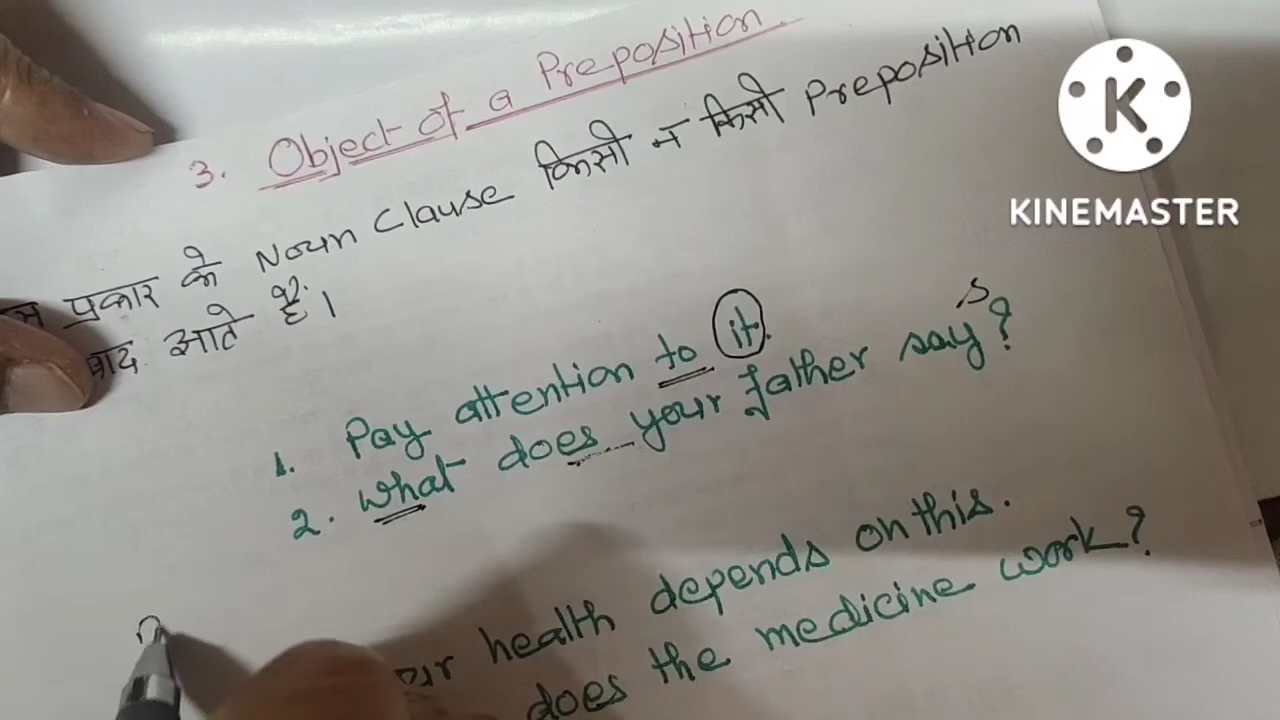 3. Object of a Preposition.
प्रकार के Noun Clause किसी न किसी Preposition
बाद आते हैं।
1. Pay attention to it.
2. What does your father say?
s
health depends on this.
does the medicine work?
KINEMASTER